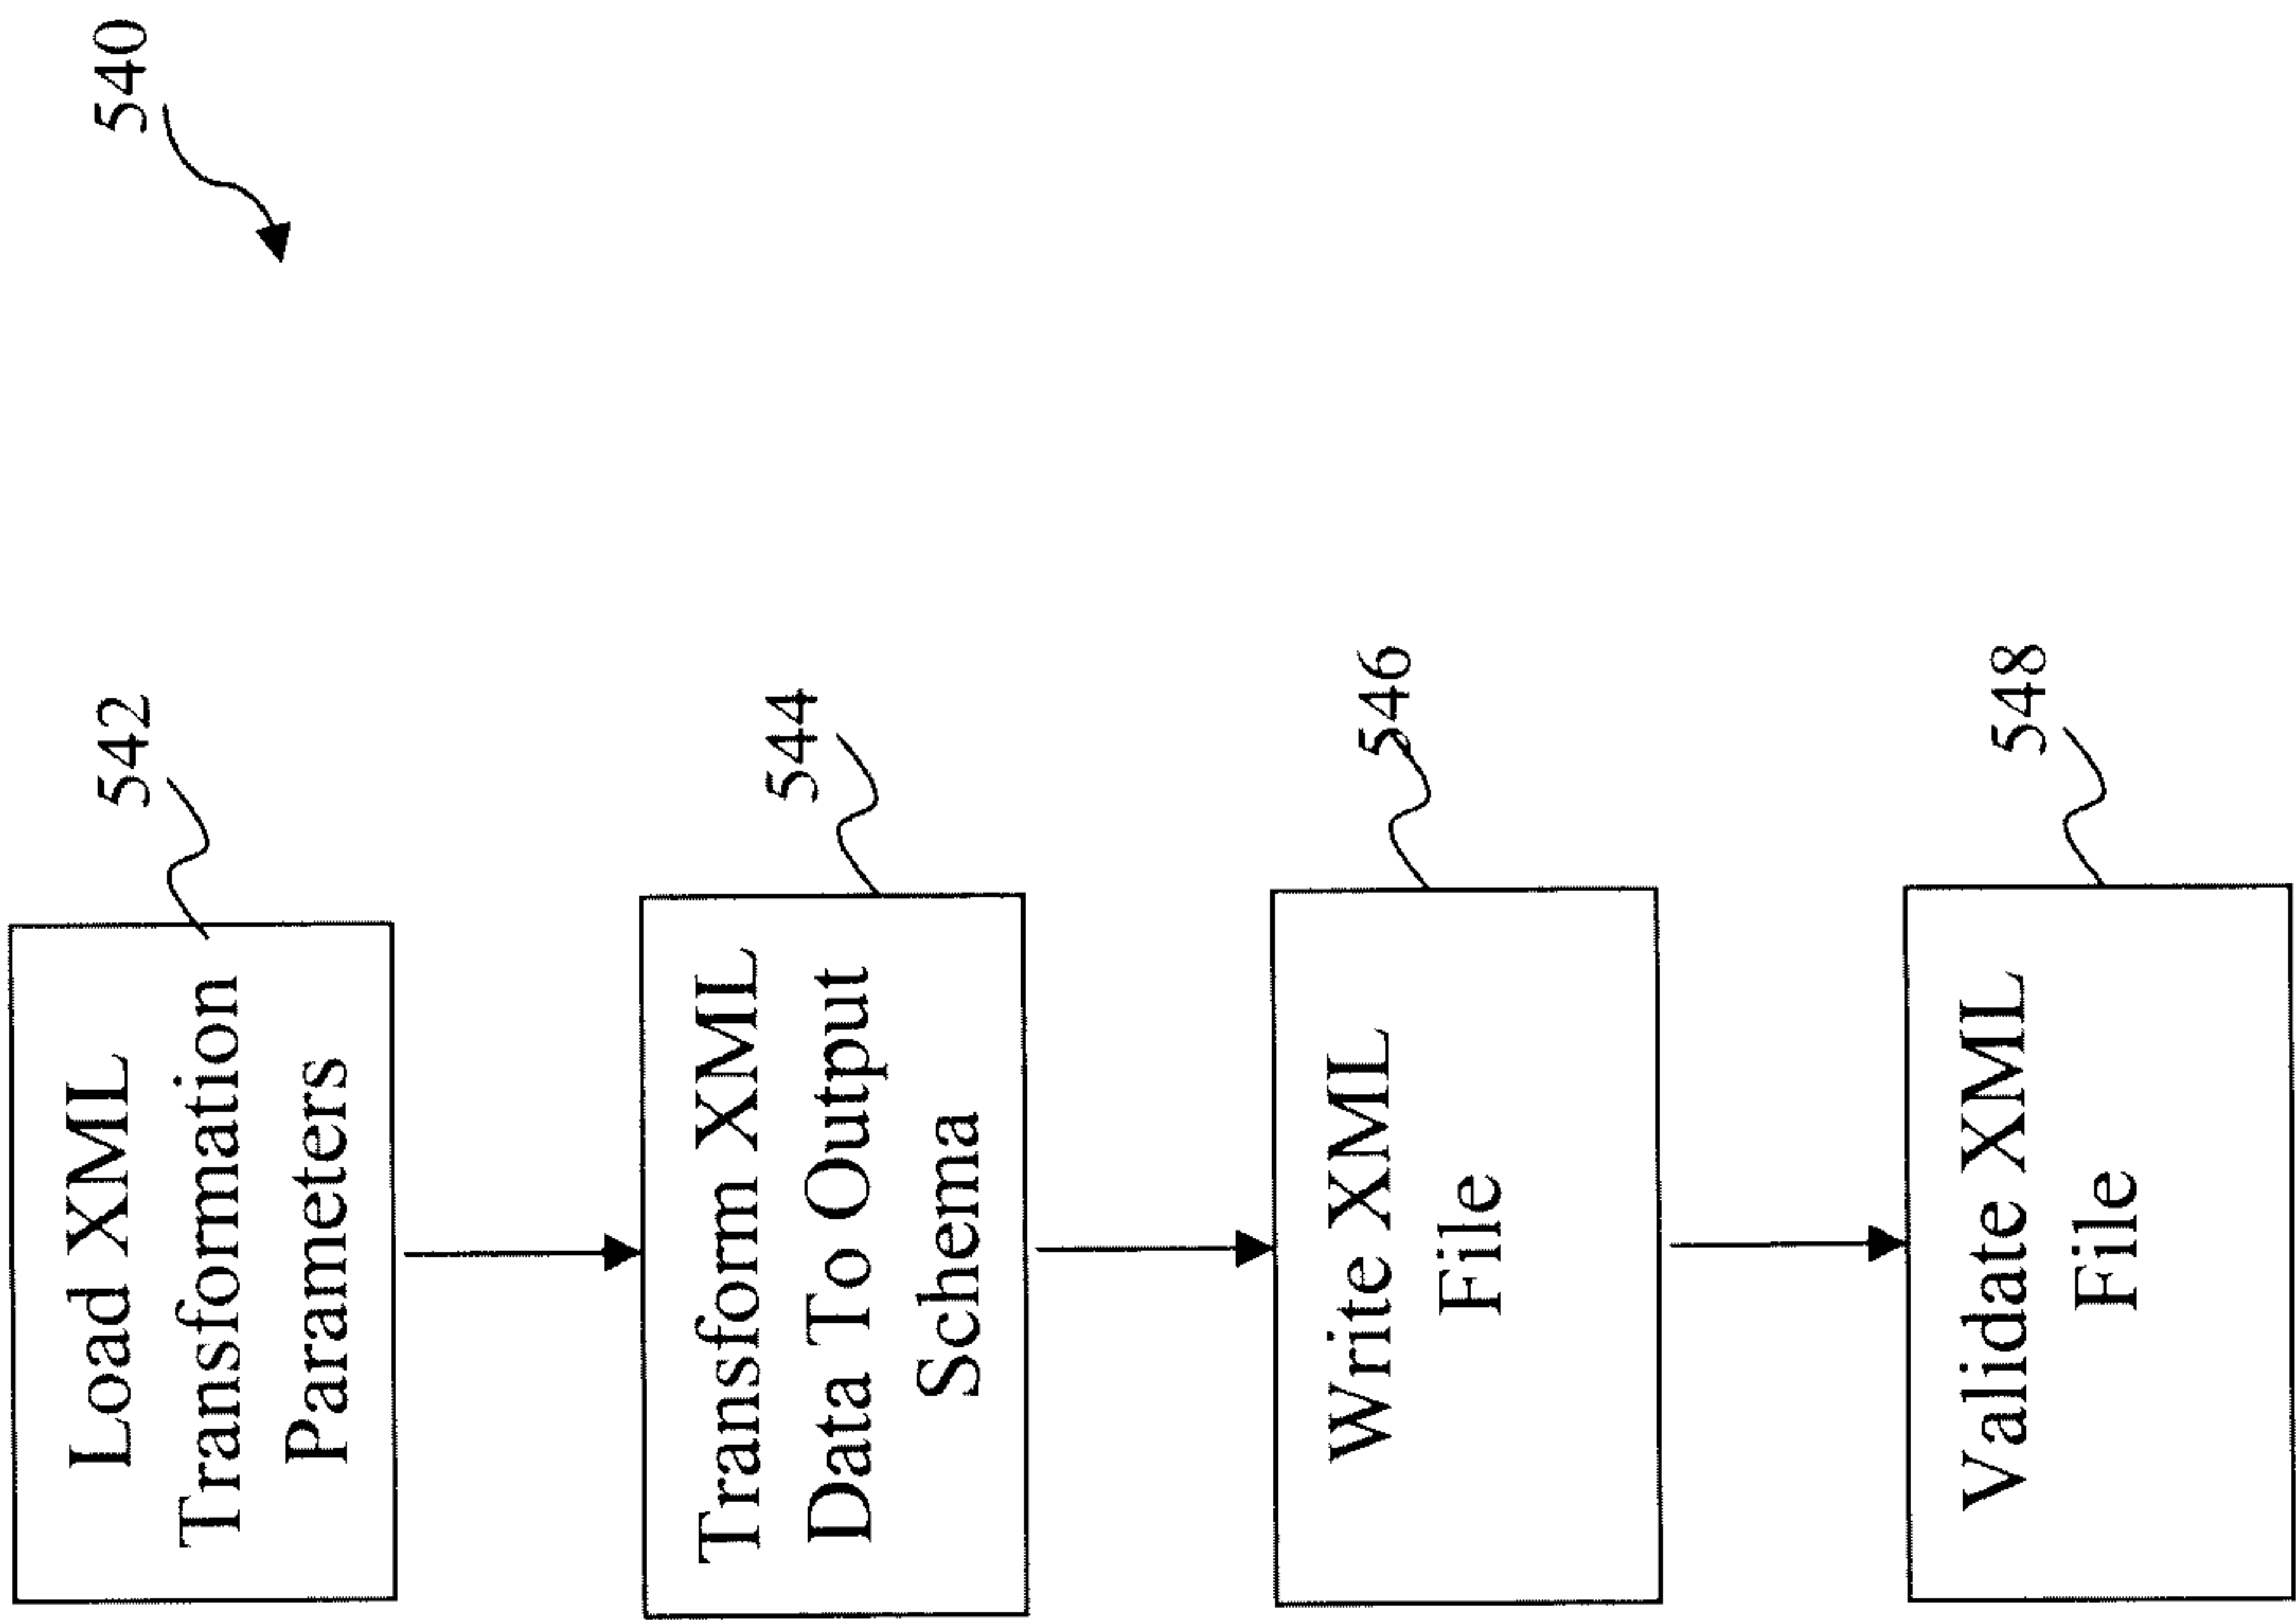 540
542
Load XML
Transformation
Parameters
544
Transform XML
Data To Output
Schema
546
Write XML
File
548
Validate XML
File